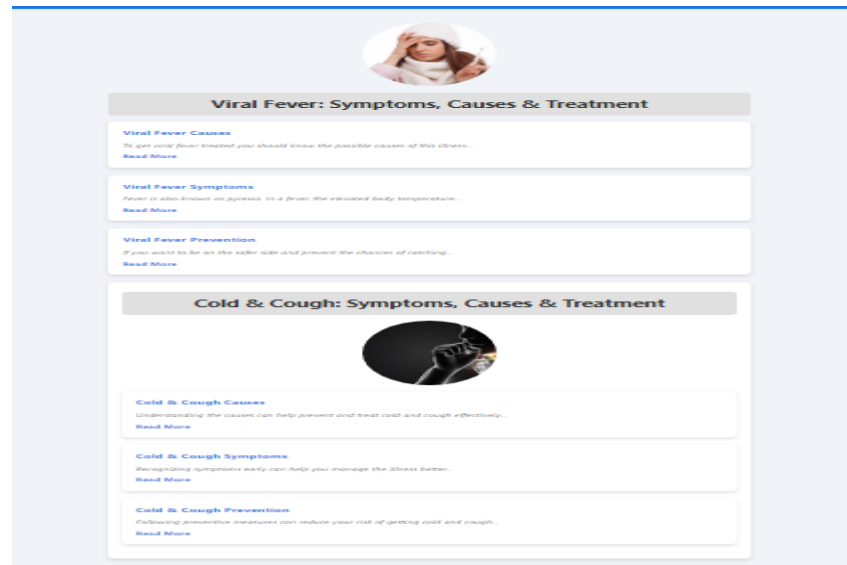 Viral Fever: Symptoms, Causes & Treatment
Viral Fever Causes
To get viral fever treated you should know the possible causes of this illness...
Read More
Viral Fever Symptoms
Fever is also known as pyrexia. In a fever, the elevated body temperature...
Read More
Viral Fever Prevention
If you want to be on the safer side and prevent the chances of catching...
Read More
Cold & Cough: Symptoms, Causes & Treatment
Cold & Cough Causes
Understanding the causes can help prevent and treat cold and cough effectively...
Read More
Cold & Cough Symptoms
Recognizing symptoms early can help you manage the illness better...
Read More
Cold & Cough Prevention
Following preventive measures can reduce your risk of getting cold and cough...
Read More